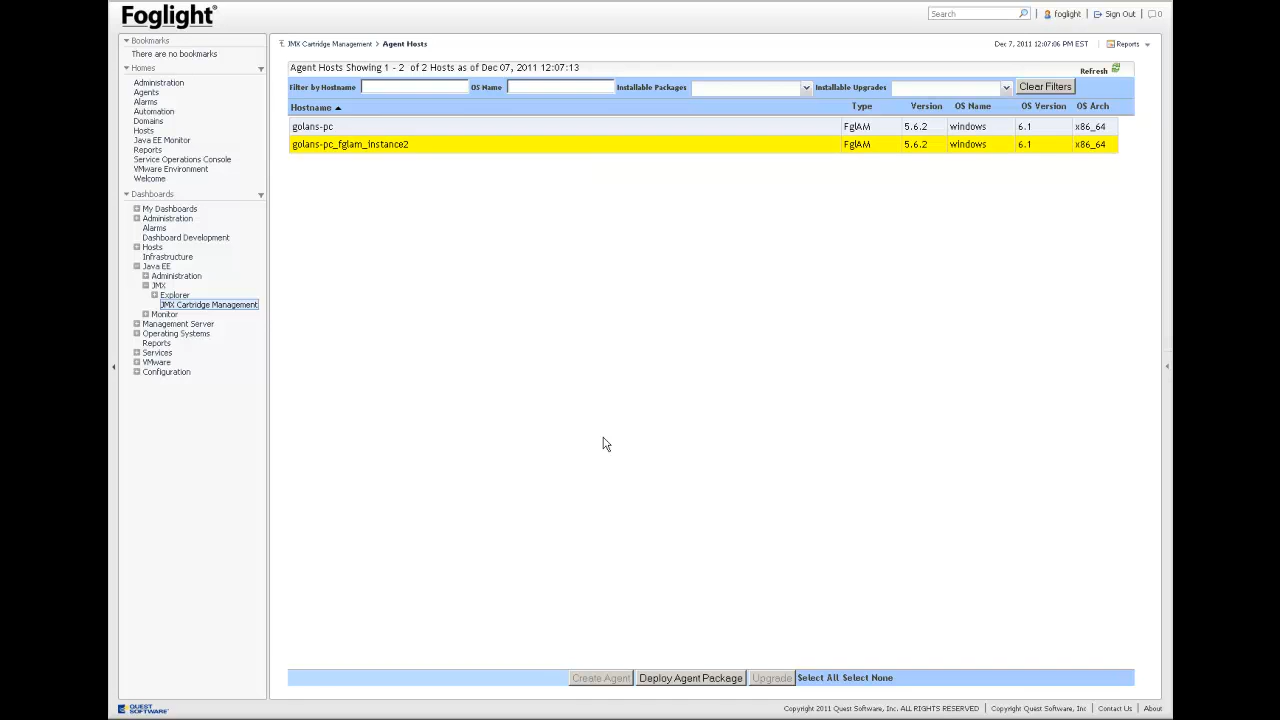 Foglight®
Search
foglight
Sign Out
0
Bookmarks
There are no bookmarks
Homes
Administration
Agents
Alarms
Automation
Domains
Hosts
Java EE Monitor
Reports
Service Operations Console
VMware Environment
Welcome
Dashboards
My Dashboards
Administration
Alarms
Dashboard Development
Hosts
Infrastructure
Java EE
Administration
JMX
Explorer
JMX Cartridge Management
Monitor
Management Server
Operating Systems
Reports
Services
VMware
Configuration
JMX Cartridge Management > Agent Hosts
Dec 7, 2011 12:07:06 PM EST
Reports
Agent Hosts Showing 1 - 2 of 2 Hosts as of Dec 07, 2011 12:07:13
Refresh
Filter by Hostname OS Name Installable Packages Installable Upgrades Clear Filters
Hostname Type Version OS Name OS Version OS Arch
golans-pc FglAM 5.6.2 windows 6.1 x86_64
golans-pc_fglam_instance2 FglAM 5.6.2 windows 6.1 x86_64
Create Agent Deploy Agent Package Upgrade Select All Select None
QUEST SOFTWARE®
Copyright 2011 Quest Software, Inc. ALL RIGHTS RESERVED Copyright Quest Software, Inc Contact Us About